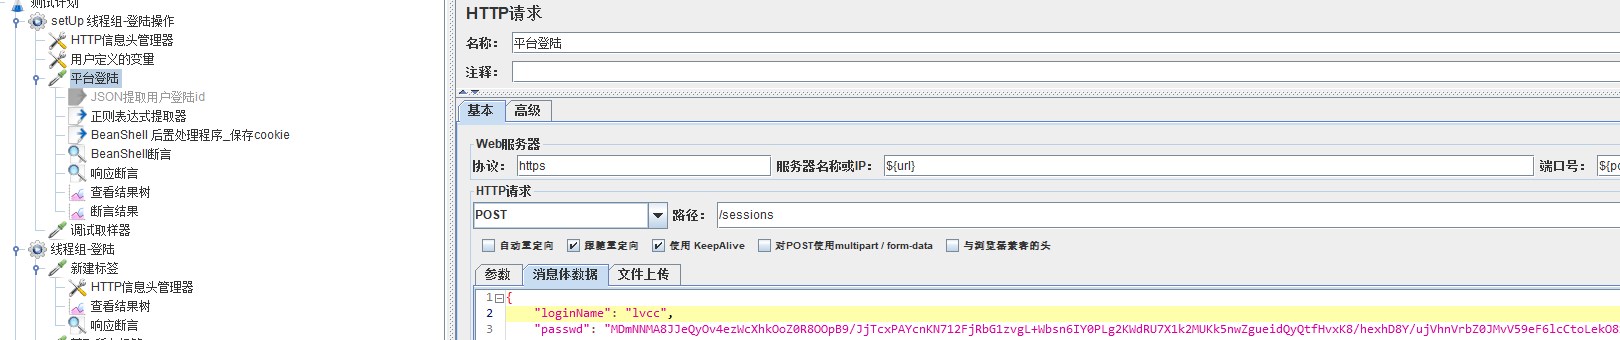 测试计划
setUp 线程组-登陆操作
HTTP信息头管理器
用户定义的变量
平台登陆
JSON提取用户登陆id
正则表达式提取器
BeanShell 后置处理程序_保存cookie
BeanShell断言
响应断言
查看结果树
断言结果
调试取样器
线程组-登陆
新建标签
HTTP信息头管理器
查看结果树
响应断言
HTTP请求
名称： 平台登陆
注释：
基本 高级
Web服务器
协议： https 服务器名称或IP： ${url} 端口号： ${po
HTTP请求
POST 路径： /sessions
自动重定向 跟随重定向 使用 KeepAlive 对POST使用multipart / form-data 与浏览器兼容的头
参数 消息体数据 文件上传
1 {
2 "loginName": "lvcc",
3 "passwd": "MDmNNMA8JJeQyOv4ezWcXhkOoZ0R8OOpB9/JjTcxPAYcnKN712FjRbG1zvgL+Wbsn6IY0PLg2KWdRU7X1k2MUKk5nwZgueidQyQtfHvxK8/hexhD8Y/ujVhnVrbZ0JMvV59eF6lcCtoLekO8